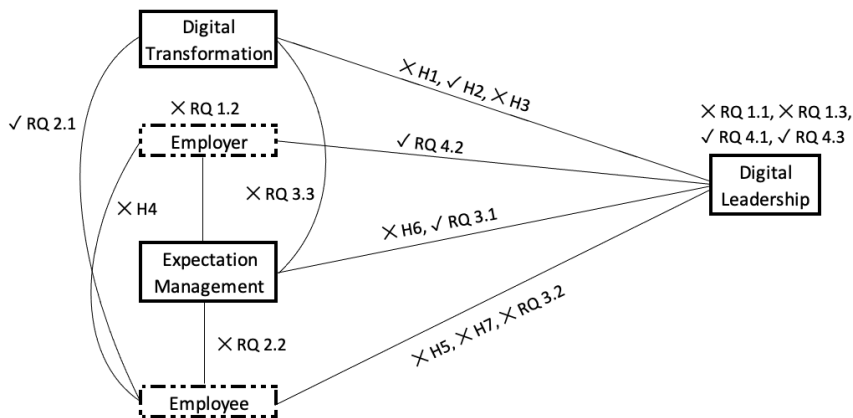 Digital
Transformation
✕ H1, ✓ H2, ✕ H3
✕ RQ 1.2
✓ RQ 2.1
Employer
✓ RQ 4.2
✕ RQ 1.1, ✕ RQ 1.3,
✓ RQ 4.1, ✓ RQ 4.3
Digital
Leadership
✕ RQ 3.3
✕ H4
✕ H6, ✓ RQ 3.1
Expectation
Management
✕ RQ 2.2
✕ H5, ✕ H7, ✕ RQ 3.2
Employee